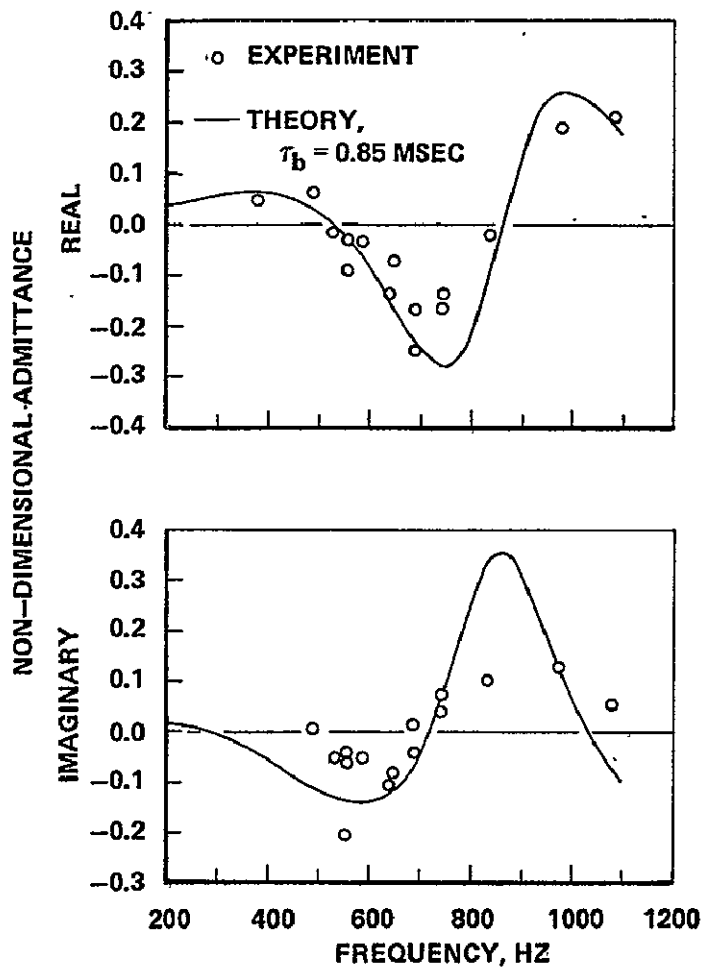 NON-DIMENSIONAL ADMITTANCE
REAL
0.4
0.3
0.2
0.1
0.0
−0.1
−0.2
−0.3
−0.4
EXPERIMENT
THEORY,
τb = 0.85 MSEC
IMAGINARY
0.4
0.3
0.2
0.1
0.0
−0.1
−0.2
−0.3
200 400 600 800 1000 1200
FREQUENCY, HZ